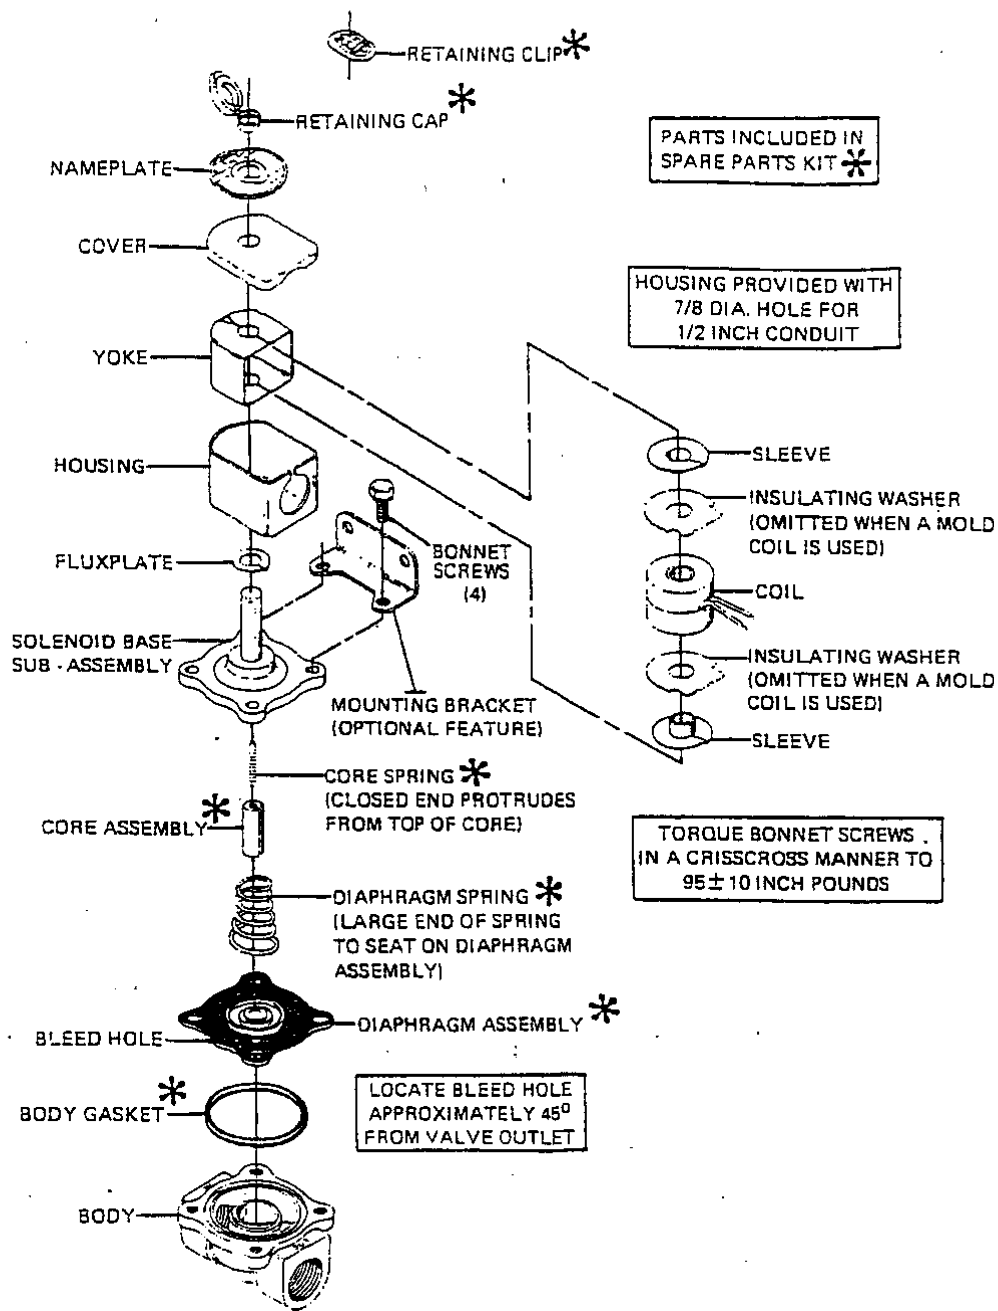 RETAINING CLIP*
RETAINING CAP*
NAMEPLATE
PARTS INCLUDED IN
SPARE PARTS KIT *
COVER
HOUSING PROVIDED WITH
7/8 DIA. HOLE FOR
1/2 INCH CONDUIT
YOKE
HOUSING
SLEEVE
INSULATING WASHER
(OMITTED WHEN A MOLD
COIL IS USED)
BONNET
SCREWS
(4)
FLUXPLATE
COIL
SOLENOID BASE
SUB-ASSEMBLY
INSULATING WASHER
(OMITTED WHEN A MOLD
COIL IS USED)
MOUNTING BRACKET
(OPTIONAL FEATURE)
SLEEVE
CORE SPRING *
(CLOSED END PROTRUDES
FROM TOP OF CORE)
CORE ASSEMBLY*
TORQUE BONNET SCREWS
IN A CRISSCROSS MANNER TO
95±10 INCH POUNDS
DIAPHRAGM SPRING *
(LARGE END OF SPRING
TO SEAT ON DIAPHRAGM
ASSEMBLY)
DIAPHRAGM ASSEMBLY *
BLEED HOLE
BODY GASKET*
LOCATE BLEED HOLE
APPROXIMATELY 45°
FROM VALVE OUTLET
BODY